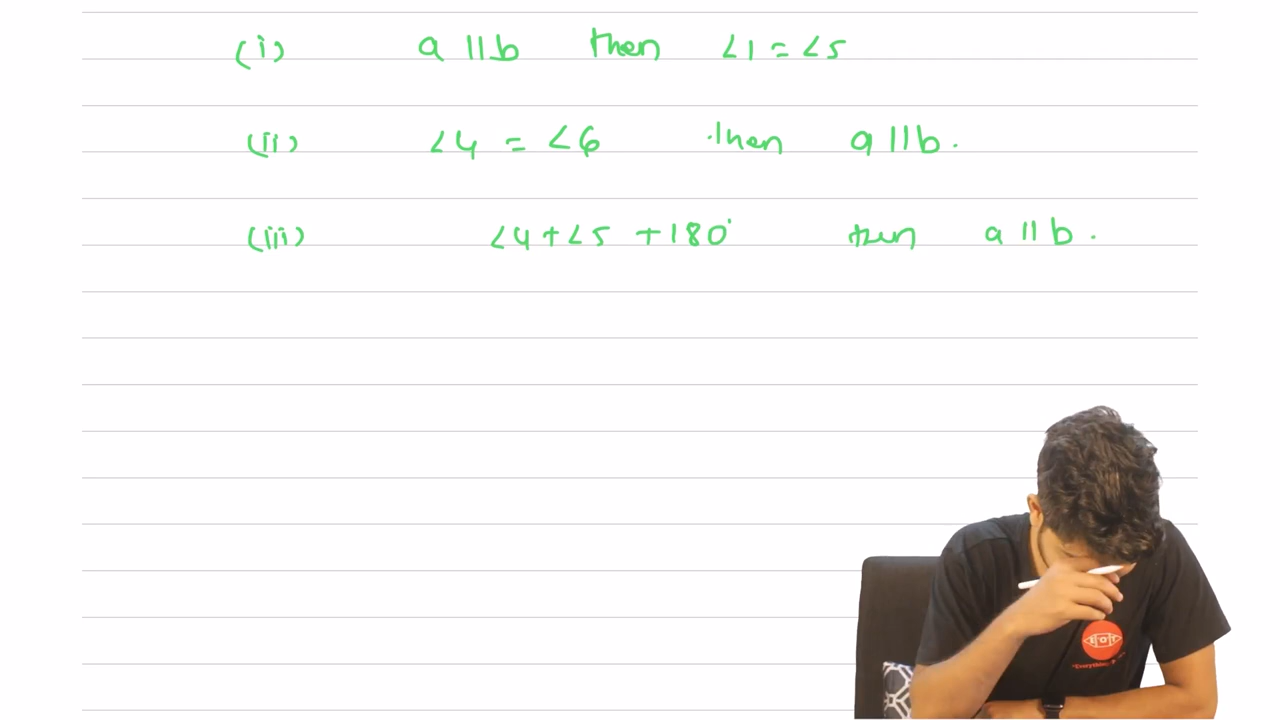 (i) a ||b then ∠1 = ∠5
(ii) ∠4 = ∠6 then a ||b.
(iii) ∠4+∠5 +180° then a ||b.